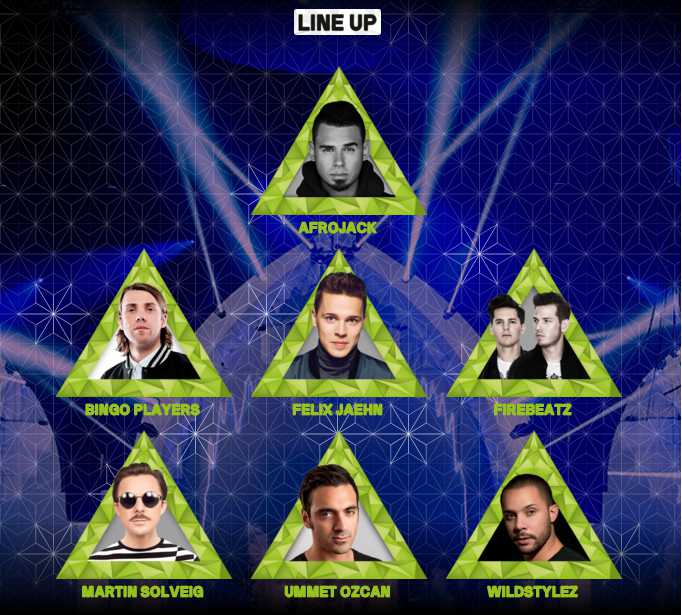 LINE UP
AFROJACK
BINGO PLAYERS
FELIX JAEHN
FIREBEATZ
MARTIN SOLVEIG
UMMET OZCAN
WILDSTYLEZ